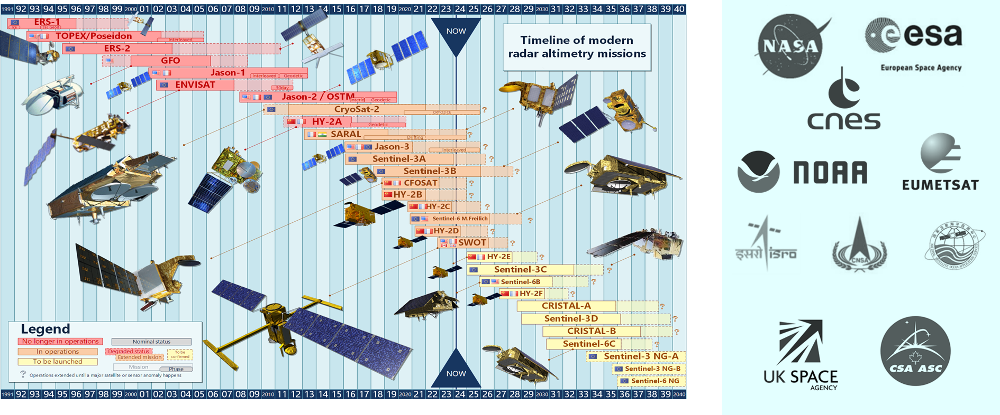 1991 92 93 94 95 96 97 98 99 2000 01 02 03 04 05 06 07 08 09 2010 11 12 13 14 15 16 17 18 19 2020 21 22 23 24 25 26 27 28 29 2030 31 32 33 34 35 36 37 38 39 40
NOW
Timeline of modern
radar altimetry missions
ERS-1
Ice Ice Geod
TOPEX/Poseidon
Interleaved
ERS-2
GFO
Jason-1
Interleaved Geodetic
ENVISAT
30day
Jason-2 / OSTM
Interld Geodetic
CryoSat-2 ?
CRYO2ICE
HY-2A
Geodetic
SARAL ?
Drifting
Jason-3 ?
Interleaved
Sentinel-3A ?
Sentinel-3B ?
CFOSAT ?
HY-2B ?
HY-2C ?
Sentinel-6 M.Freilich ?
HY-2D ?
SWOT ?
HY-2E ?
Sentinel-3C ?
Sentinel-6B ?
HY-2F ?
CRISTAL-A ?
Sentinel-3D ?
CRISTAL-B ?
Sentinel-6C ?
Sentinel-3 NG-A
Sentinel-3 NG-B
Sentinel-6 NG
NOW
Legend
No longer in operations
Nominal status
In operations
Degraded status
Extended mission
To be
confirmed
To be launched
Mission
Phase
? Operations extended until a major satellite or sensor anomaly happens
1991 92 93 94 95 96 97 98 99 2000 01 02 03 04 05 06 07 08 09 2010 11 12 13 14 15 16 17 18 19 2020 21 22 23 24 25 26 27 28 29 2030 31 32 33 34 35 36 37 38 39 2040
NASA
esa
European Space Agency
cnes
NOAA
EUMETSAT
इसरो isro
CNSA
UK SPACE
AGENCY
CSA ASC